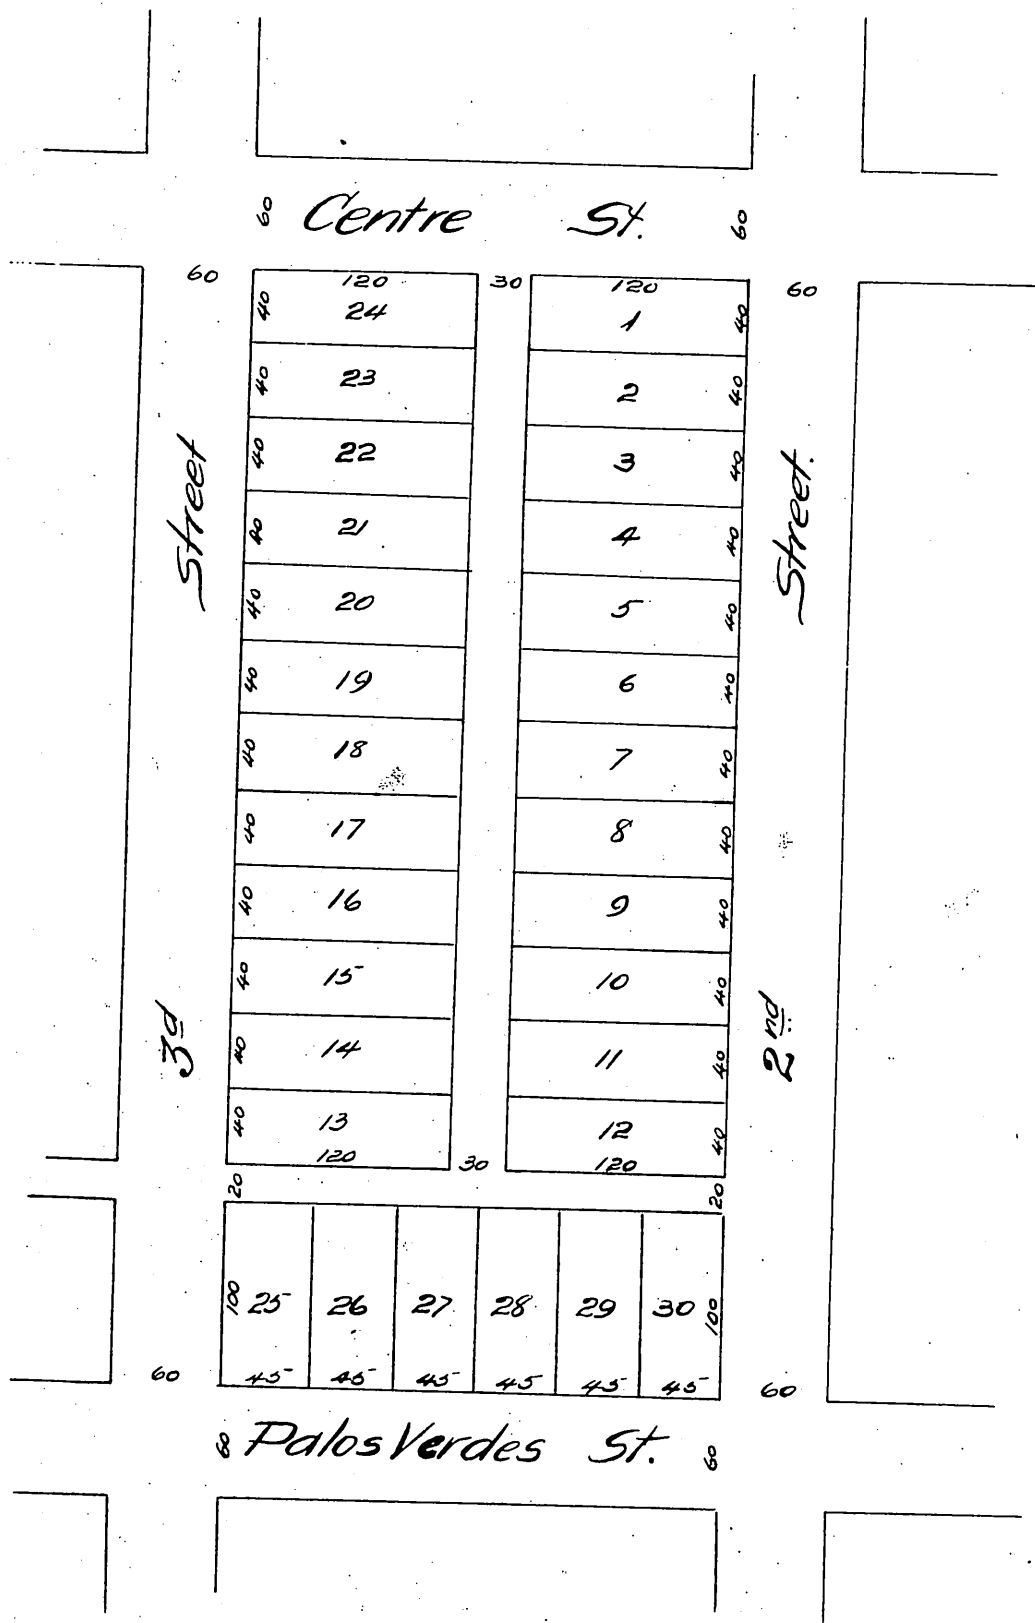 60 Centre St. 60
60 120 30 120 60
40 24 1 40
40 23 2 40
40 22 3 40
40 21 4 40
40 20 5 40
40 19 6 40
40 18 7 40
40 17 8 40
40 16 9 40
40 15 10 40
40 14 11 40
40 13 12 40
120 30 120
3d Street
2nd Street.
20 20
100 25 26 27 28 29 30 100
60 45 45 45 45 45 45 60
60 Palos Verdes St. 60